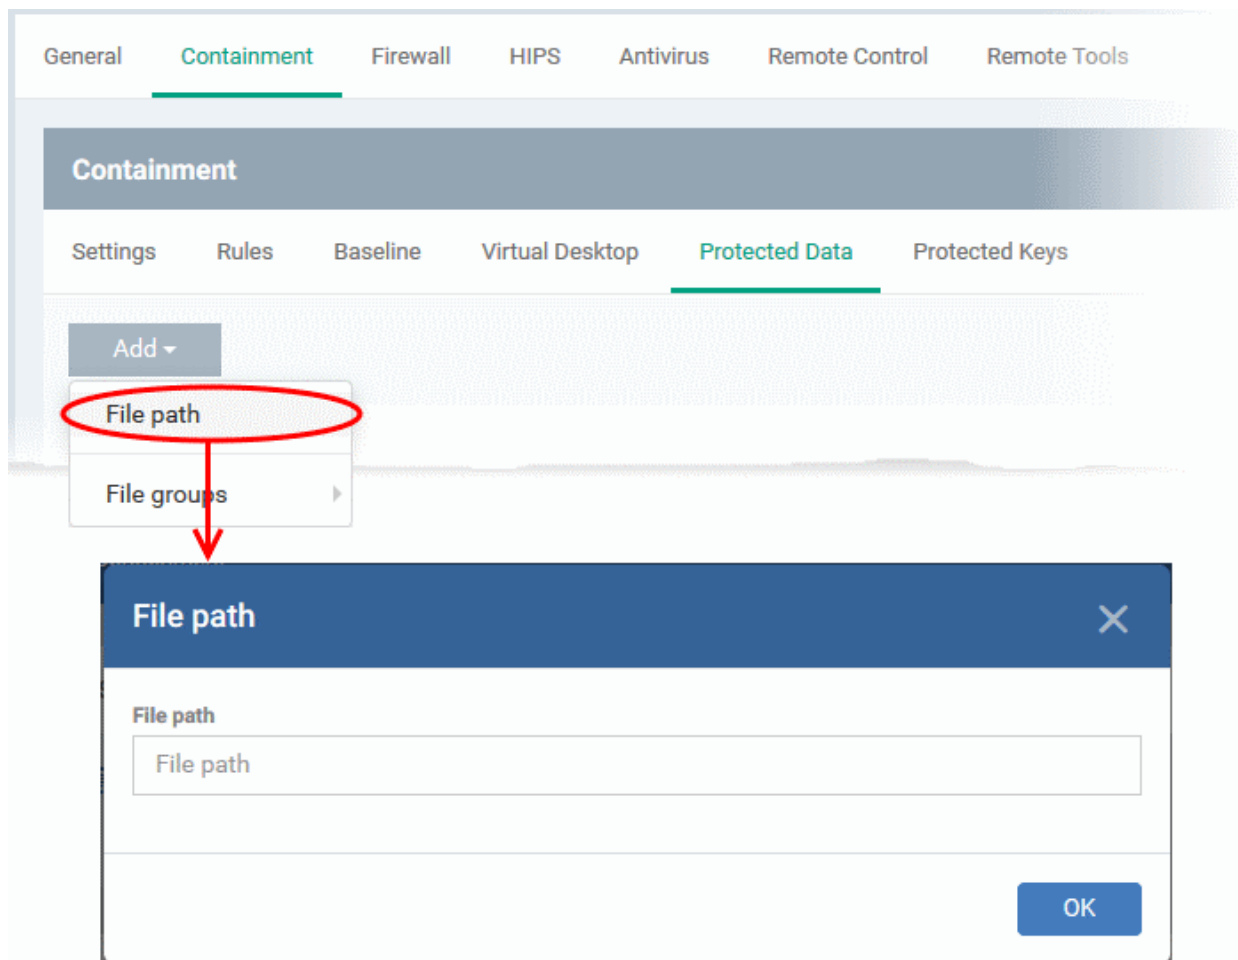 General Containment Firewall HIPS Antivirus Remote Control Remote Tools
Containment
Settings Rules Baseline Virtual Desktop Protected Data Protected Keys
Add
File path
File groups
File path
File path
File path
OK